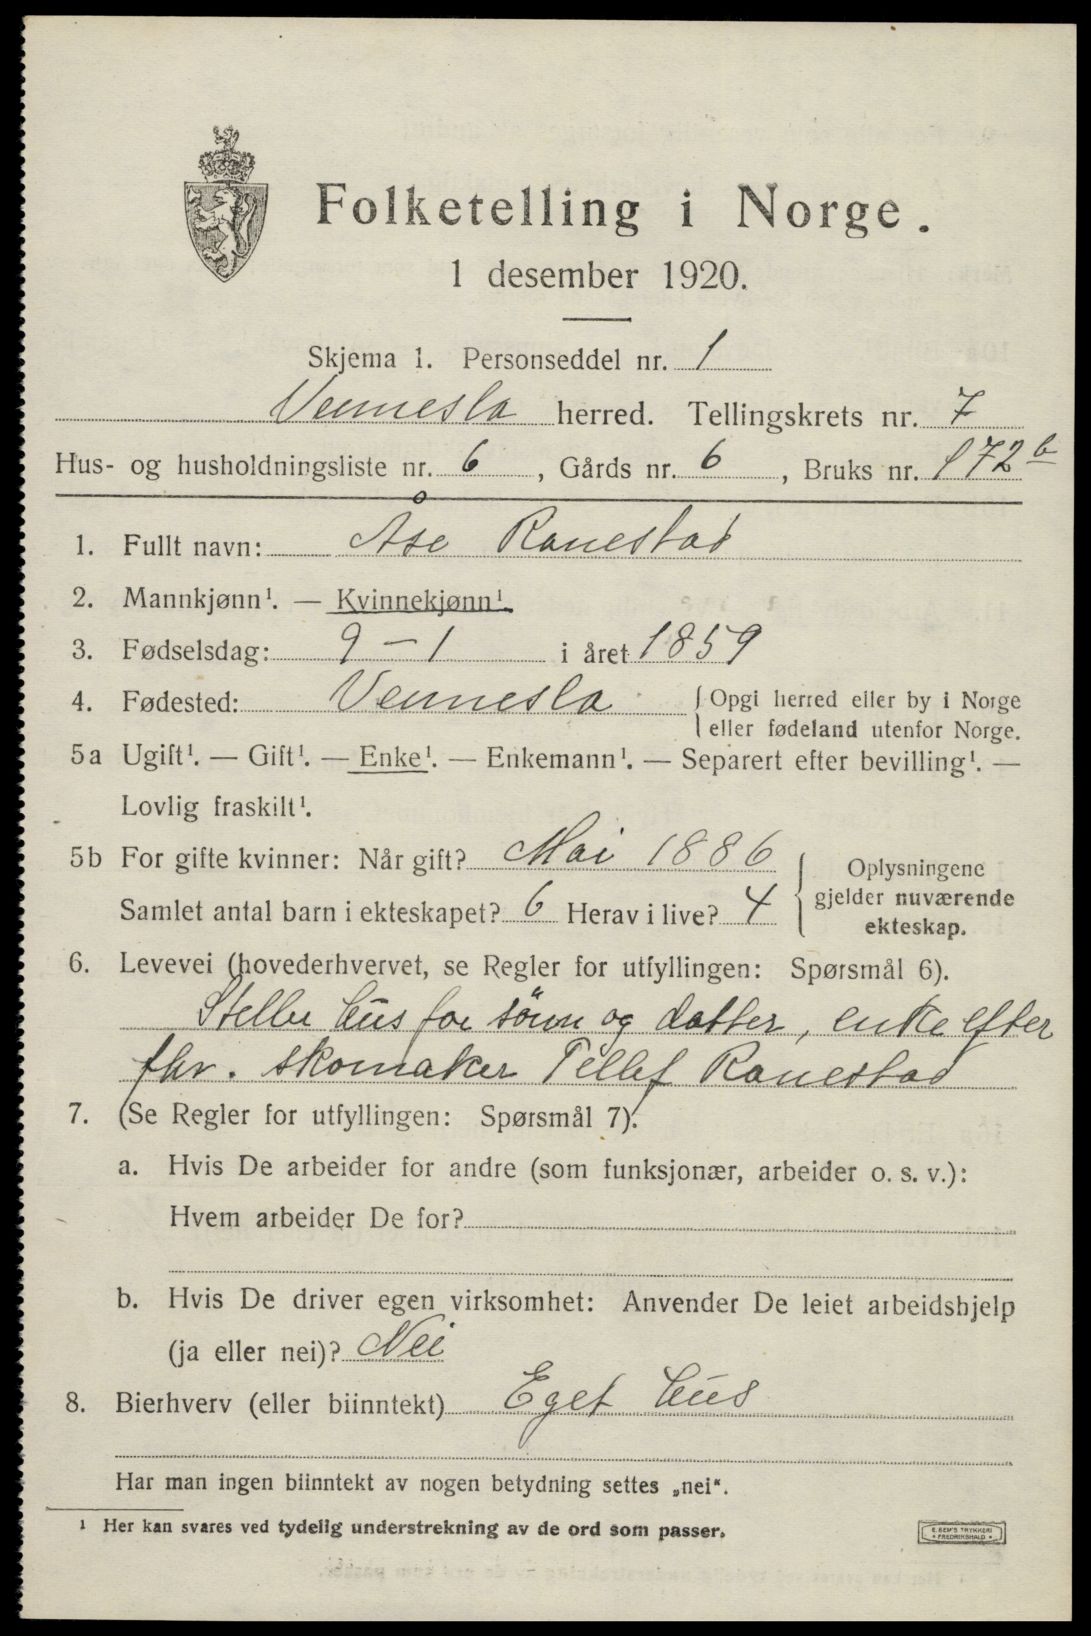 Folketelling i Norge.
1 desember 1920.
Skjema 1. Personseddel nr. 1
Vennesla herred. Tellingskrets nr. 7
Hus- og husholdningsliste nr. 6, Gårds nr. 6, Bruks nr. 172 b
1. Fullt navn: Åse Ranestad
2. Mannkjønn¹. — Kvinnekjønn¹.
3. Fødselsdag: 9 – 1 i året 1859
4. Fødested: Vennesla {Opgi herred eller by i Norge
eller fødeland utenfor Norge.
5a Ugift¹. — Gift¹. — Enke¹. — Enkemann¹. — Separert efter bevilling¹. —
Lovlig fraskilt¹.
5b For gifte kvinner: Når gift? Mai 1886
Samlet antal barn i ekteskapet? 6 Herav i live? 4
{Oplysningene
gjelder nuværende
ekteskap.
6. Levevei (hovederhvervet, se Regler for utfyllingen: Spørsmål 6).
Steller hus for sönn og datter, enke efter
fhv. skomaker Tellef Ranestad
7. (Se Regler for utfyllingen: Spørsmål 7).
a. Hvis De arbeider for andre (som funksjonær, arbeider o. s. v.):
Hvem arbeider De for?
b. Hvis De driver egen virksomhet: Anvender De leiet arbeidshjelp
(ja eller nei)? Nei
8. Bierhverv (eller biinntekt) Eget hus
Har man ingen biinntekt av nogen betydning settes „nei“.
¹ Her kan svares ved tydelig understrekning av de ord som passer.
E. SEM'S TRYKKERI
• FREDRIKSHALD •